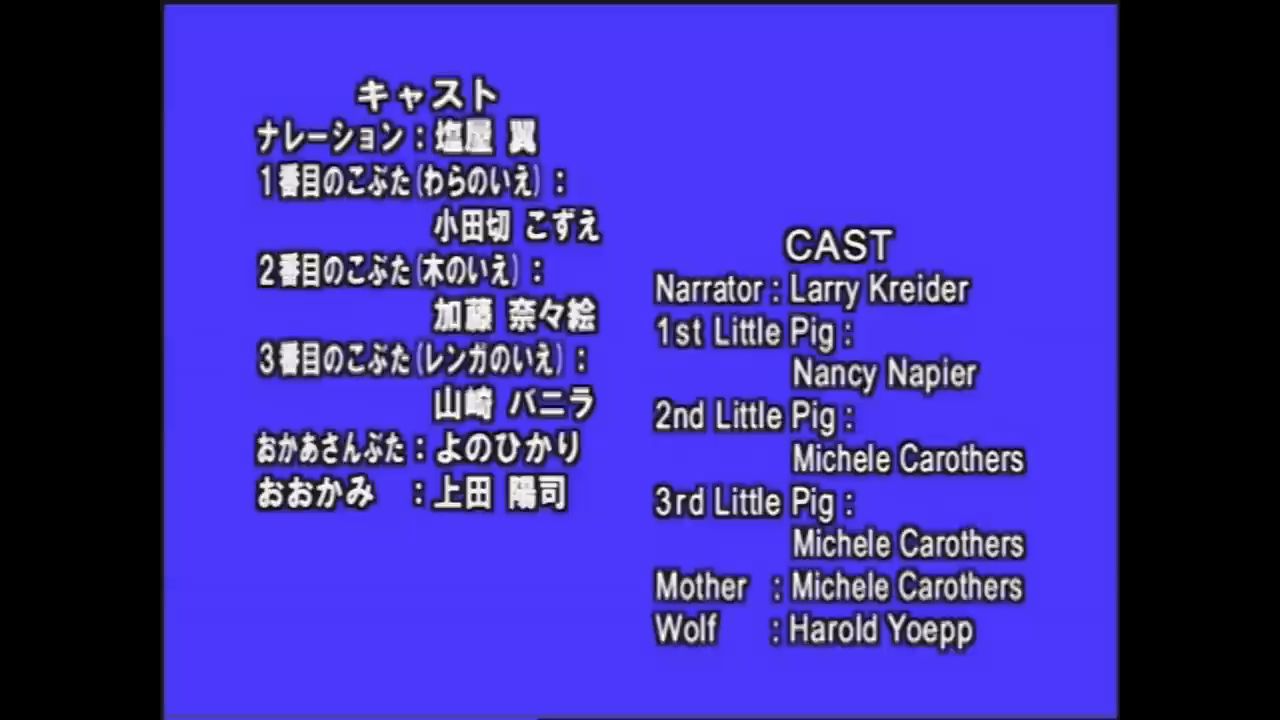 キャスト
ナレーション：塩屋 翼
1番目のこぶた(わらのいえ)：
小田切 こずえ
2番目のこぶた(木のいえ)：
加藤 奈々絵
3番目のこぶた(レンガのいえ)：
山崎 バニラ
おかあさんぶた：よのひかり
おおかみ ：上田 陽司
CAST
Narrator : Larry Kreider
1st Little Pig :
Nancy Napier
2nd Little Pig :
Michele Carothers
3rd Little Pig :
Michele Carothers
Mother : Michele Carothers
Wolf : Harold Yoepp